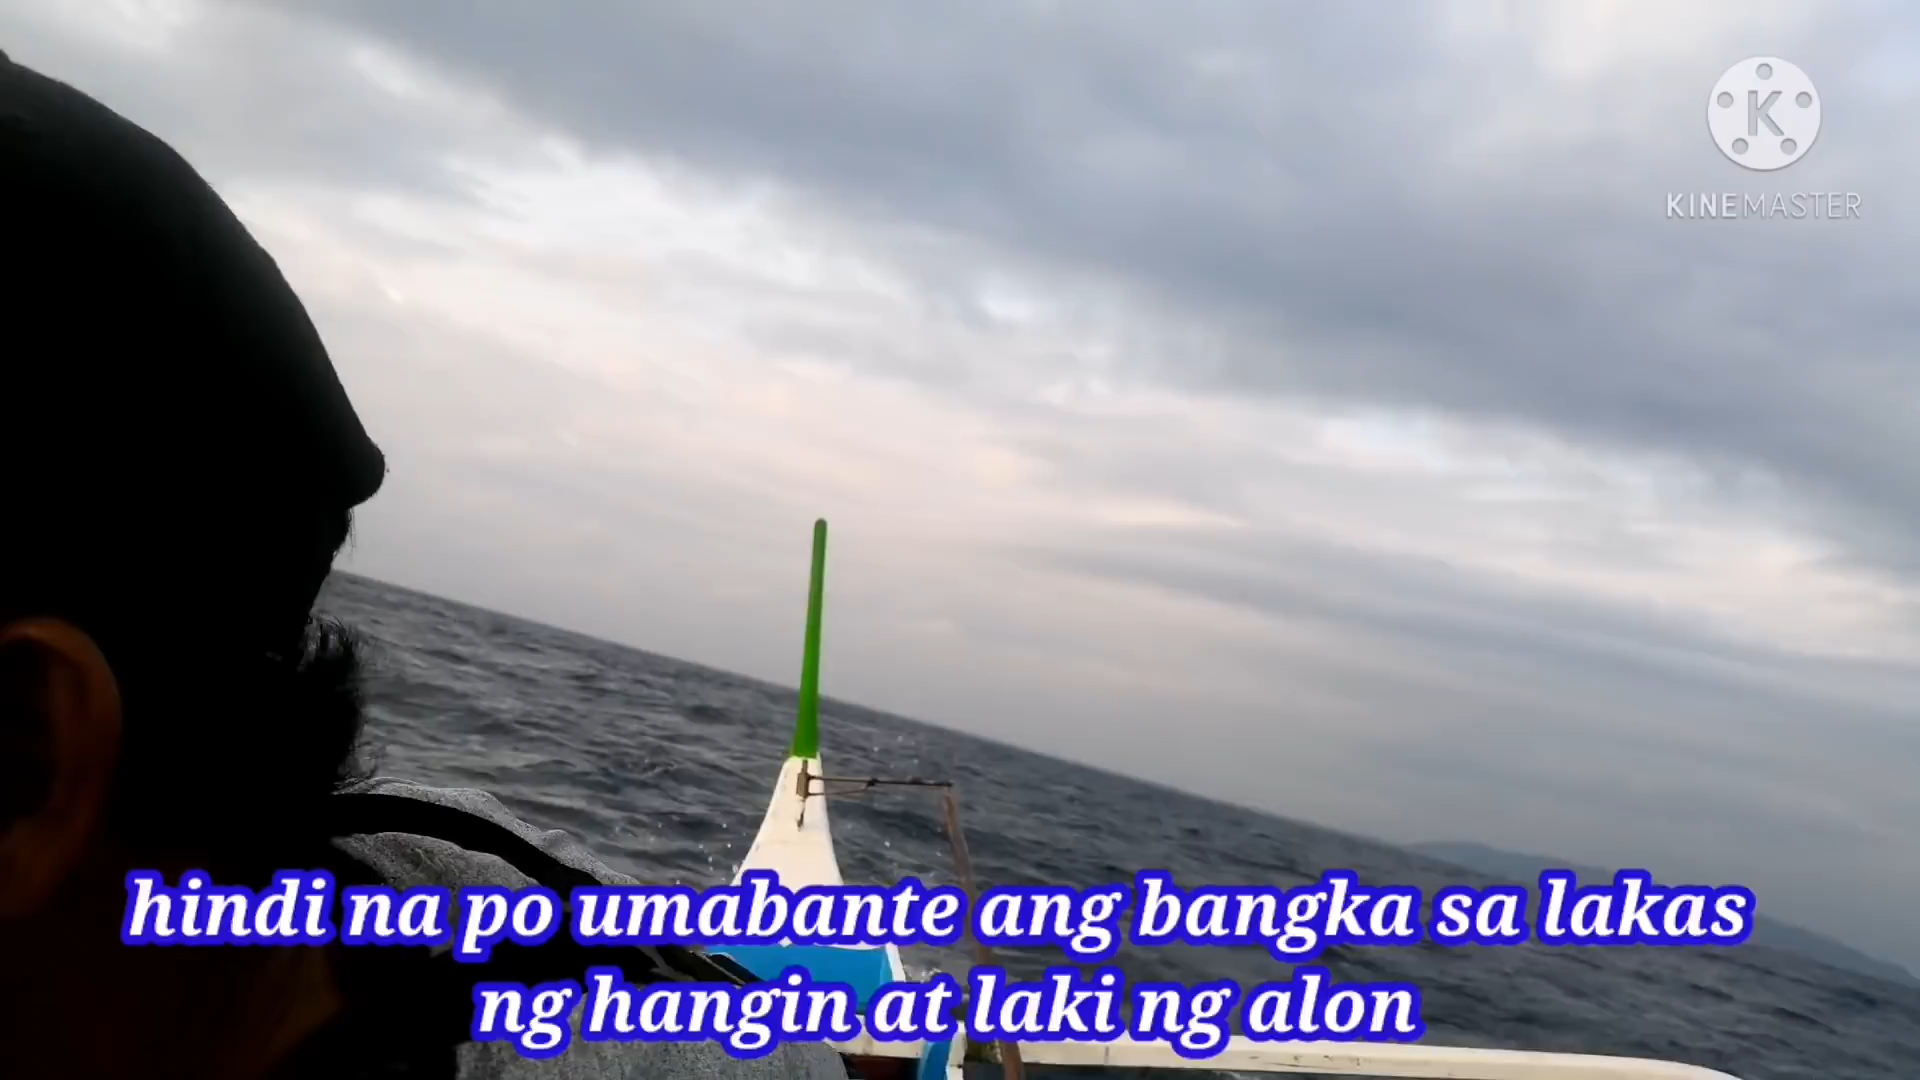 K
KINEMASTER
hindi na po umabante ang bangka sa lakas
ng hangin at laki ng alon